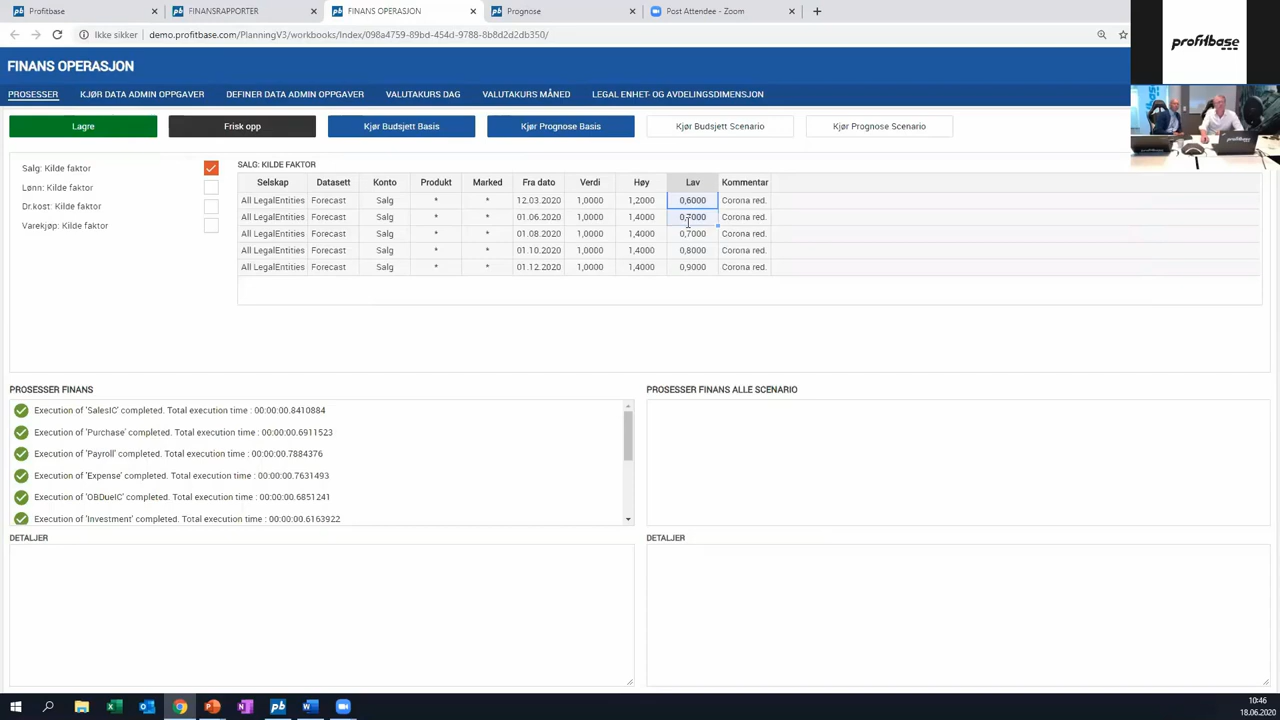 Profitbase
FINANSRAPPORTER
FINANS OPERASJON
Prognose
Post Attendee - Zoom
Ikke sikker
demo.profitbase.com/PlanningV3/workbooks/Index/098a4759-89bd-454d-9788-8b8d2d2db350/
profitbase
FINANS OPERASJON
PROSESSER KJØR DATA ADMIN OPPGAVER DEFINER DATA ADMIN OPPGAVER VALUTAKURS DAG VALUTAKURS MÅNED LEGAL ENHET- OG AVDELINGSDIMENSJON
Lagre Frisk opp Kjør Budsjett Basis Kjør Prognose Basis Kjør Budsjett Scenario Kjør Prognose Scenario
Salg: Kilde faktor
Lønn: Kilde faktor
Dr.kost: Kilde faktor
Varekjøp: Kilde faktor
SALG: KILDE FAKTOR
Selskap Datasett Konto Produkt Marked Fra dato Verdi Høy Lav Kommentar
All LegalEntities Forecast Salg * * 12.03.2020 1,0000 1,2000 0,6000 Corona red.
All LegalEntities Forecast Salg * * 01.06.2020 1,0000 1,4000 0,7000 Corona red.
All LegalEntities Forecast Salg * * 01.08.2020 1,0000 1,4000 0,7000 Corona red.
All LegalEntities Forecast Salg * * 01.10.2020 1,0000 1,4000 0,8000 Corona red.
All LegalEntities Forecast Salg * * 01.12.2020 1,0000 1,4000 0,9000 Corona red.
PROSESSER FINANS
Execution of 'SalesIC' completed. Total execution time : 00:00:00.8410884
Execution of 'Purchase' completed. Total execution time : 00:00:00.6911523
Execution of 'Payroll' completed. Total execution time : 00:00:00.7884376
Execution of 'Expense' completed. Total execution time : 00:00:00.7631493
Execution of 'OBDueIC' completed. Total execution time : 00:00:00.6851241
Execution of 'Investment' completed. Total execution time : 00:00:00.6163922
PROSESSER FINANS ALLE SCENARIO
DETALJER
DETALJER
10:46
18.06.2020